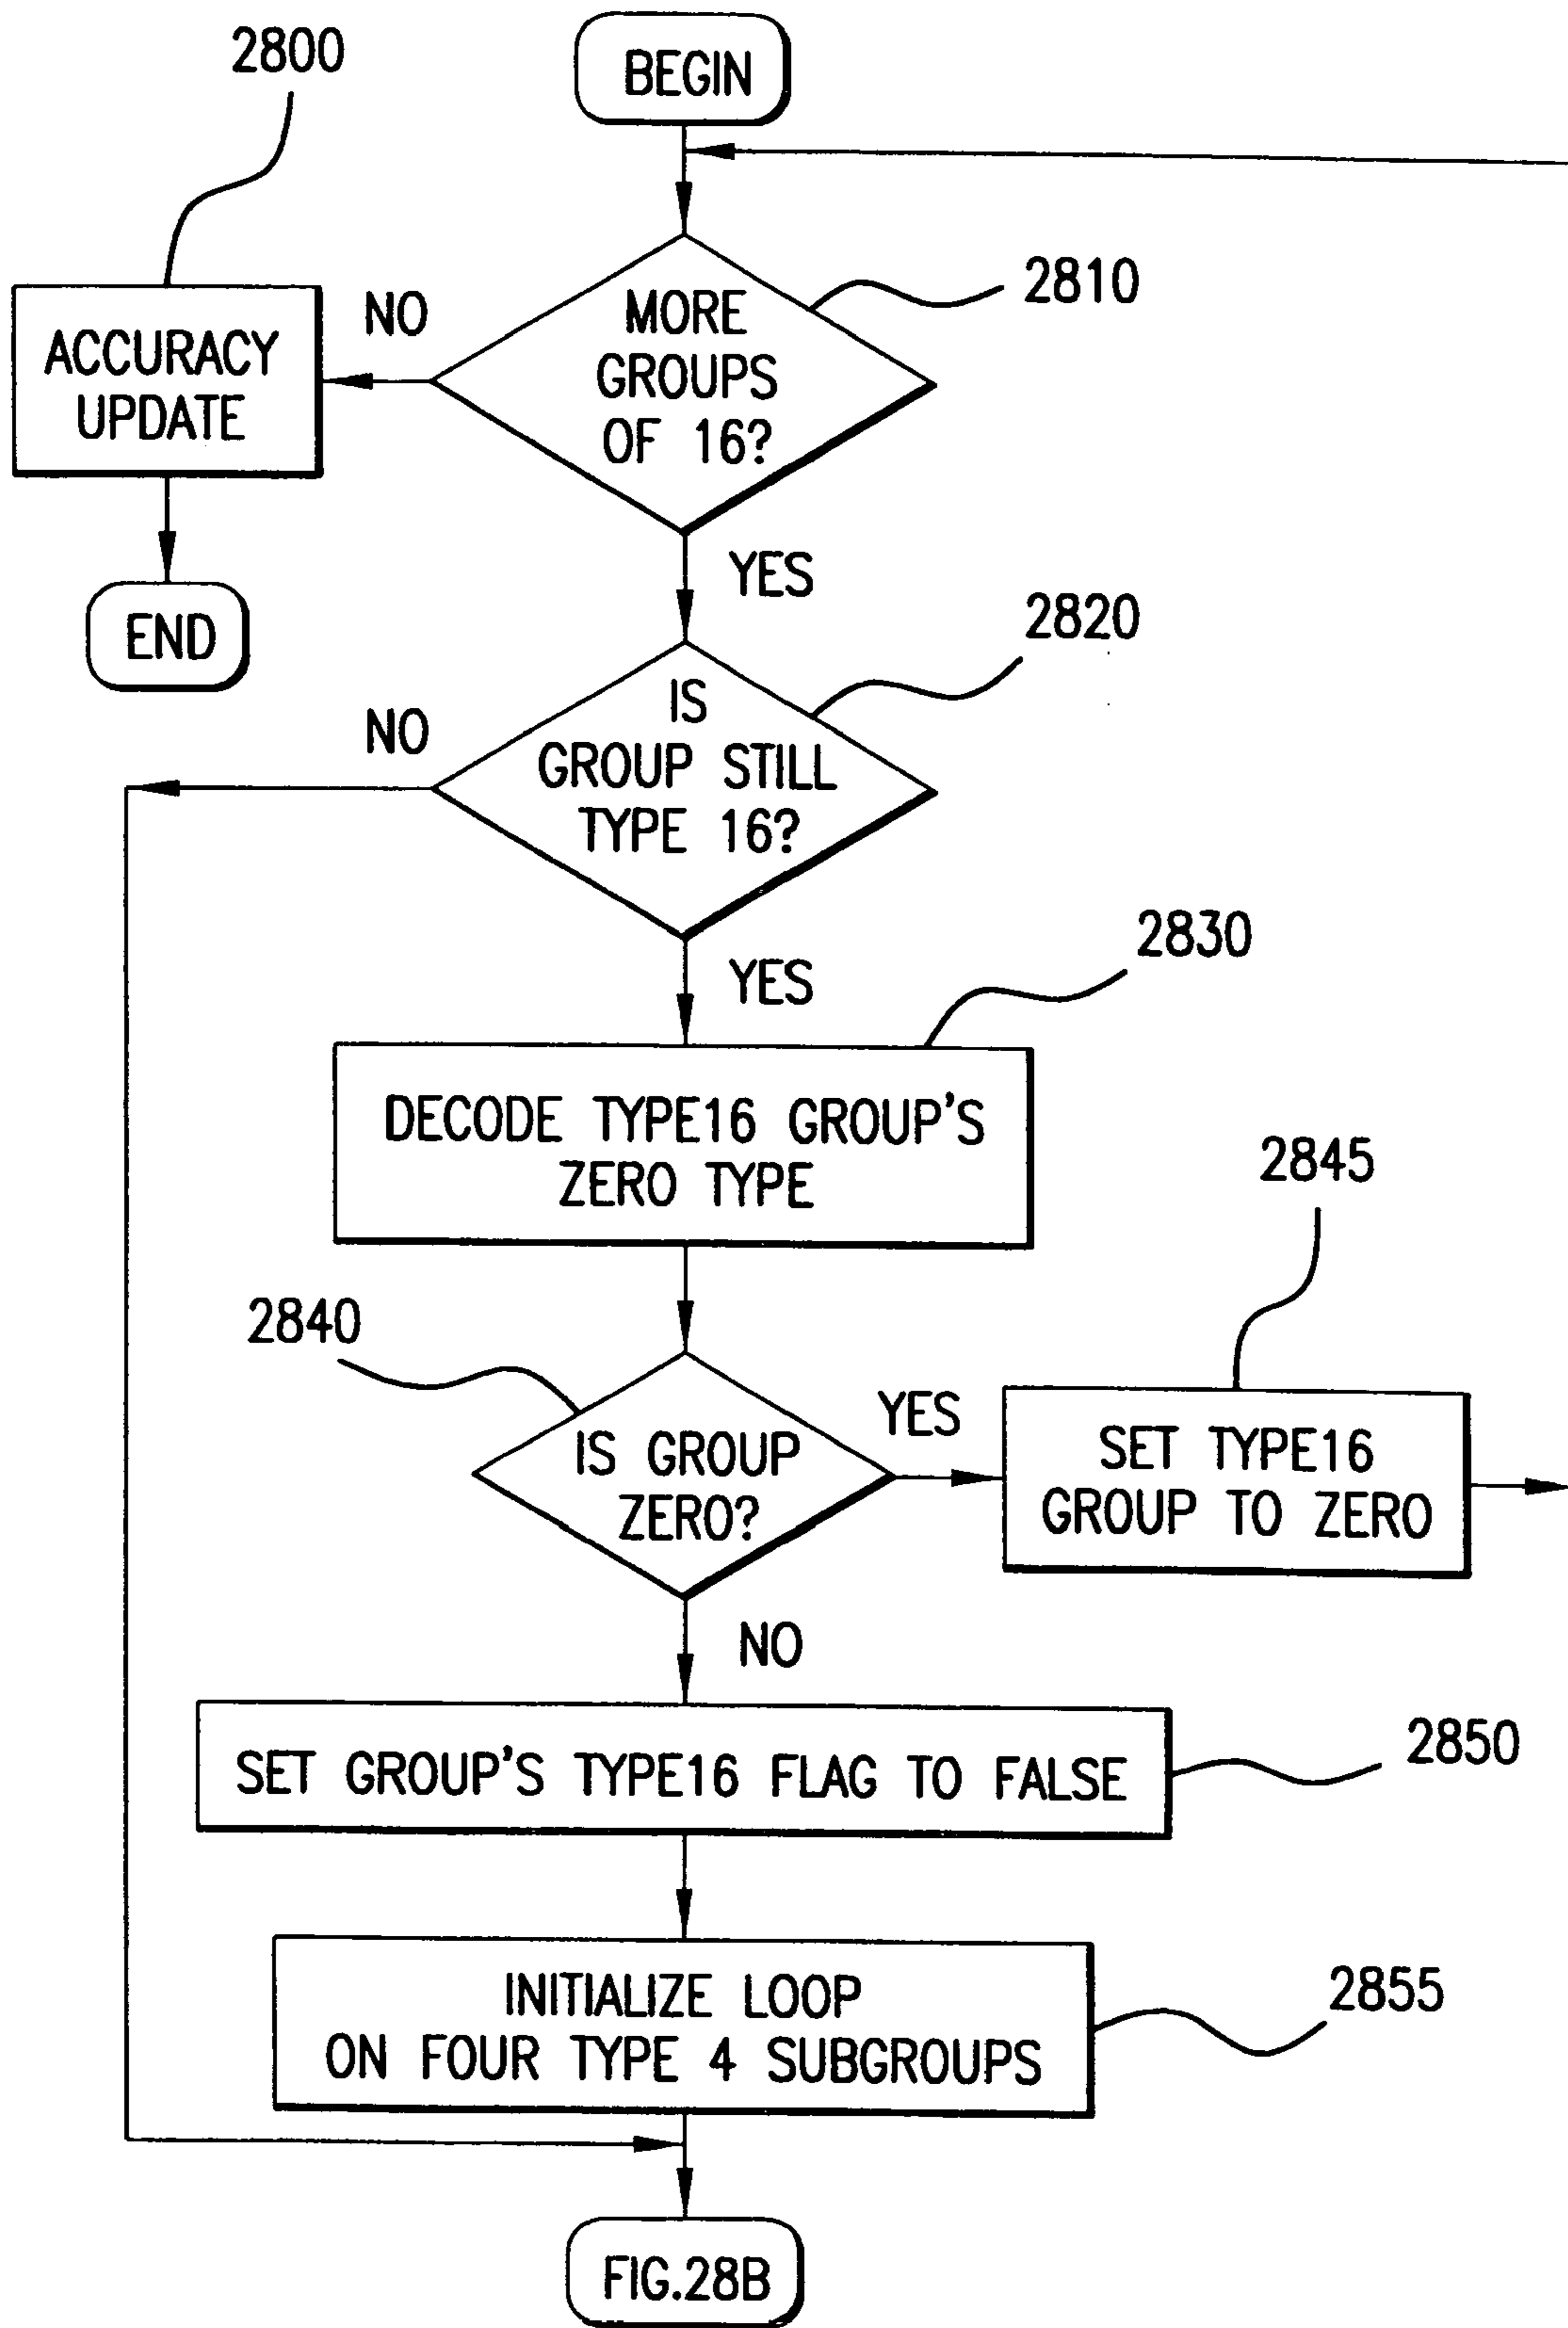 2800
BEGIN
2810
MORE
GROUPS
OF 16?
NO
ACCURACY
UPDATE
YES
END
2820
IS
GROUP STILL
TYPE 16?
NO
YES
2830
DECODE TYPE16 GROUP'S
ZERO TYPE
2845
2840
IS GROUP
ZERO?
YES
SET TYPE16
GROUP TO ZERO
NO
2850
SET GROUP'S TYPE16 FLAG TO FALSE
2855
INITIALIZE LOOP
ON FOUR TYPE 4 SUBGROUPS
FIG.28B